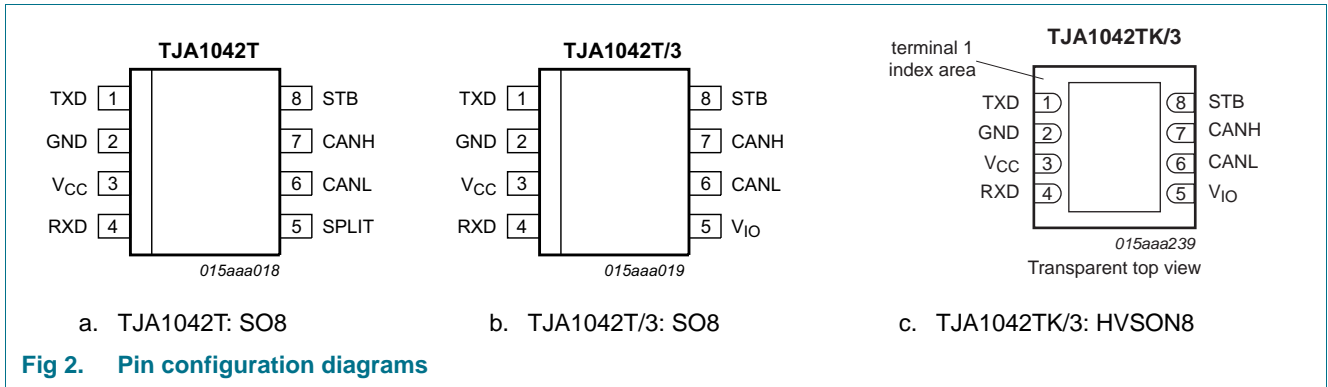 TJA1042T
TXD 1
8 STB
GND 2
7 CANH
VCC 3
6 CANL
RXD 4
5 SPLIT
015aaa018
a. TJA1042T: SO8
TJA1042T/3
TXD 1
8 STB
GND 2
7 CANH
VCC 3
6 CANL
RXD 4
5 VIO
015aaa019
b. TJA1042T/3: SO8
TJA1042TK/3
terminal 1
index area
TXD 1
8 STB
GND 2
7 CANH
VCC 3
6 CANL
RXD 4
5 VIO
015aaa239
Transparent top view
c. TJA1042TK/3: HVSON8
Fig 2. Pin configuration diagrams